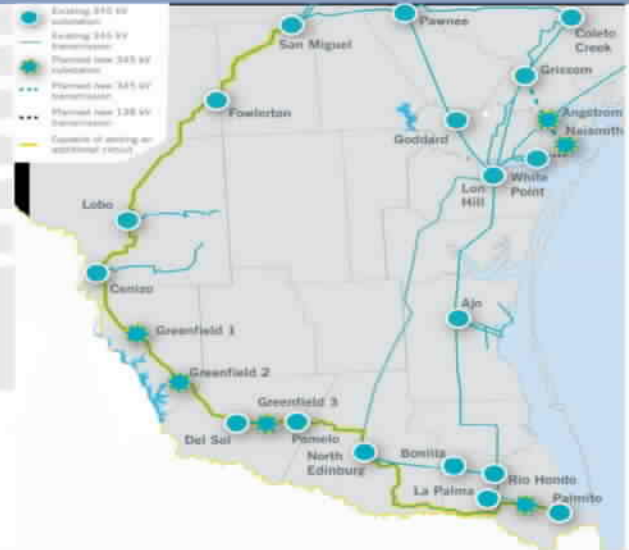 Existing 345 kV
substation
Existing 345 kV
transmission
Planned new 345 kV
substation
Planned new 345 kV
transmission
Planned new 138 kV
transmission
Capable of adding an
additional circuit
San Miguel
Pawnee
Coleto
Creek
Grissom
Fowlerton
Angstrom
Naismith
Goddard
White
Point
Lon
Hill
Lobo
Cenizo
Ajo
Greenfield 1
Greenfield 2
Greenfield 3
Del Sol
Pomelo
North
Edinburg
Bonilla
Rio Hondo
La Palma
Palmito